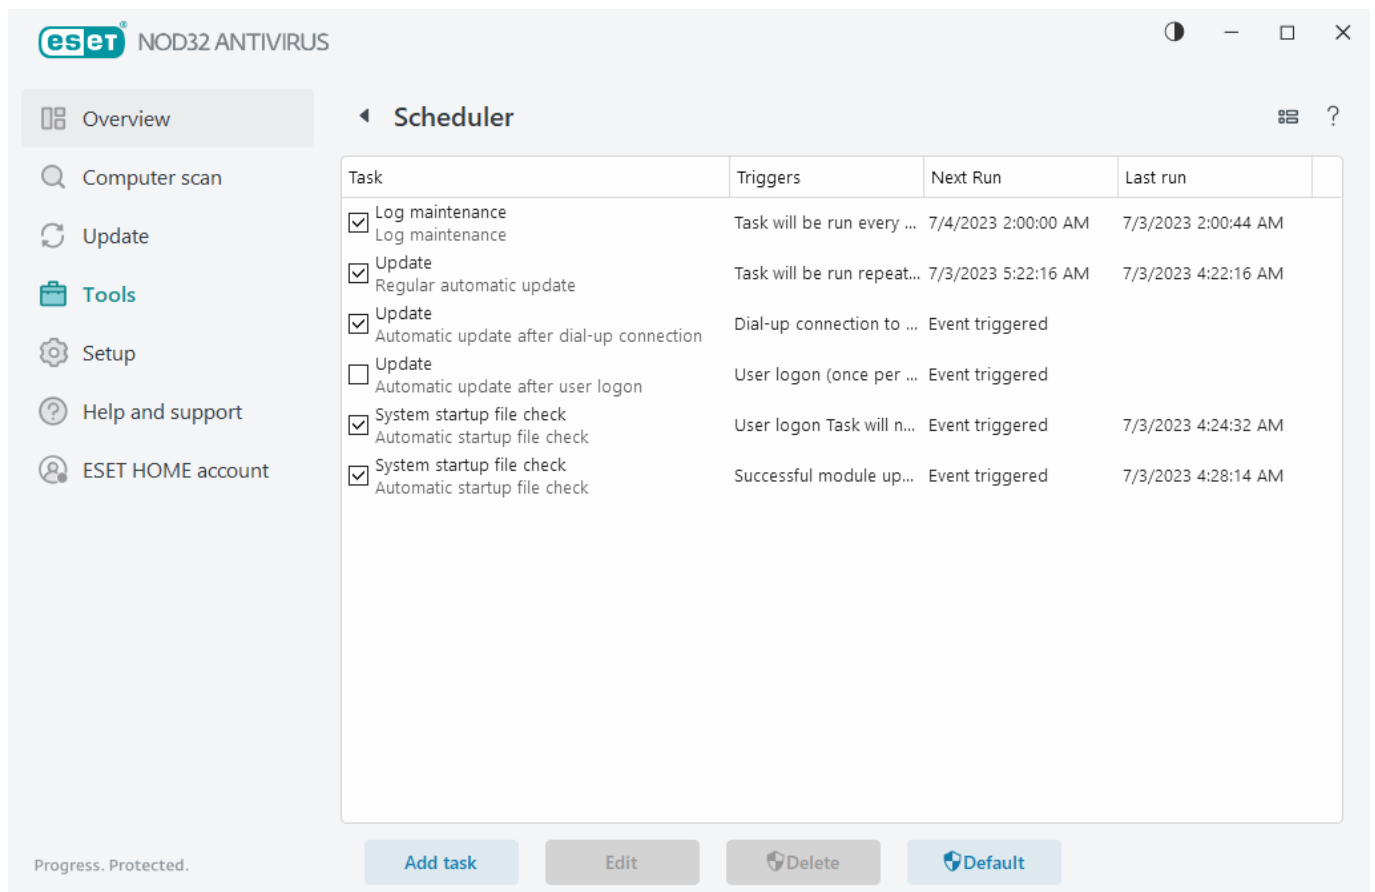 eseT® NOD32 ANTIVIRUS
Overview
Computer scan
Update
Tools
Setup
Help and support
ESET HOME account
Progress. Protected.
Scheduler ?
Task Triggers Next Run Last run
Log maintenance
Log maintenance
Task will be run every ... 7/4/2023 2:00:00 AM 7/3/2023 2:00:44 AM
Update
Regular automatic update
Task will be run repeat... 7/3/2023 5:22:16 AM 7/3/2023 4:22:16 AM
Update
Automatic update after dial-up connection
Dial-up connection to ... Event triggered
Update
Automatic update after user logon
User logon (once per ... Event triggered
System startup file check
Automatic startup file check
User logon Task will n... Event triggered 7/3/2023 4:24:32 AM
System startup file check
Automatic startup file check
Successful module up... Event triggered 7/3/2023 4:28:14 AM
Add task Edit Delete Default